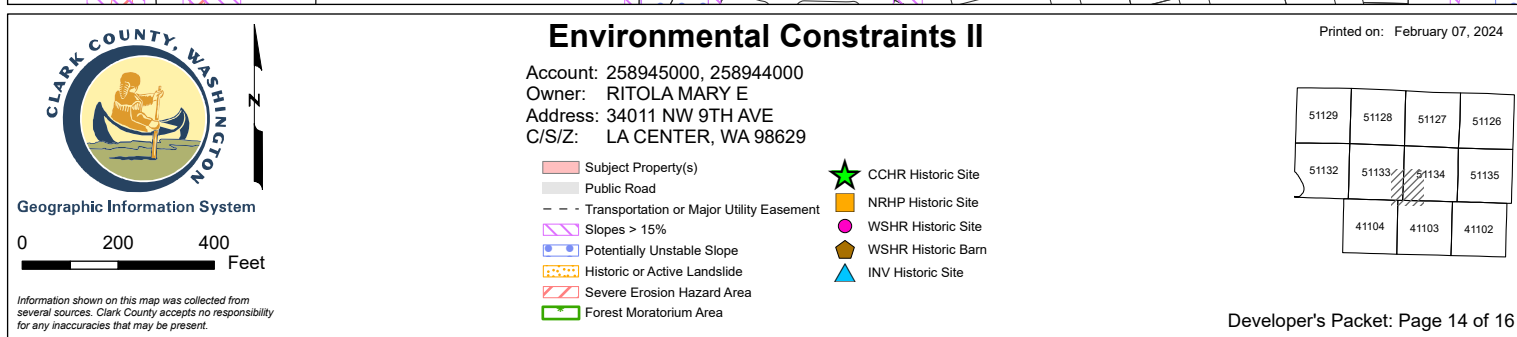 CLARK COUNTY, WASHINGTON
N
Geographic Information System
0 200 400
Feet
Information shown on this map was collected from
several sources. Clark County accepts no responsibility
for any inaccuracies that may be present.
Environmental Constraints II
Account: 258945000, 258944000
Owner: RITOLA MARY E
Address: 34011 NW 9TH AVE
C/S/Z: LA CENTER, WA 98629
Subject Property(s)
Public Road
Transportation or Major Utility Easement
Slopes > 15%
Potentially Unstable Slope
Historic or Active Landslide
Severe Erosion Hazard Area
Forest Moratorium Area
CCHR Historic Site
NRHP Historic Site
WSHR Historic Site
WSHR Historic Barn
INV Historic Site
Printed on: February 07, 2024
51129 51128 51127 51126
51132 51133 51134 51135
41104 41103 41102
Developer's Packet: Page 14 of 16